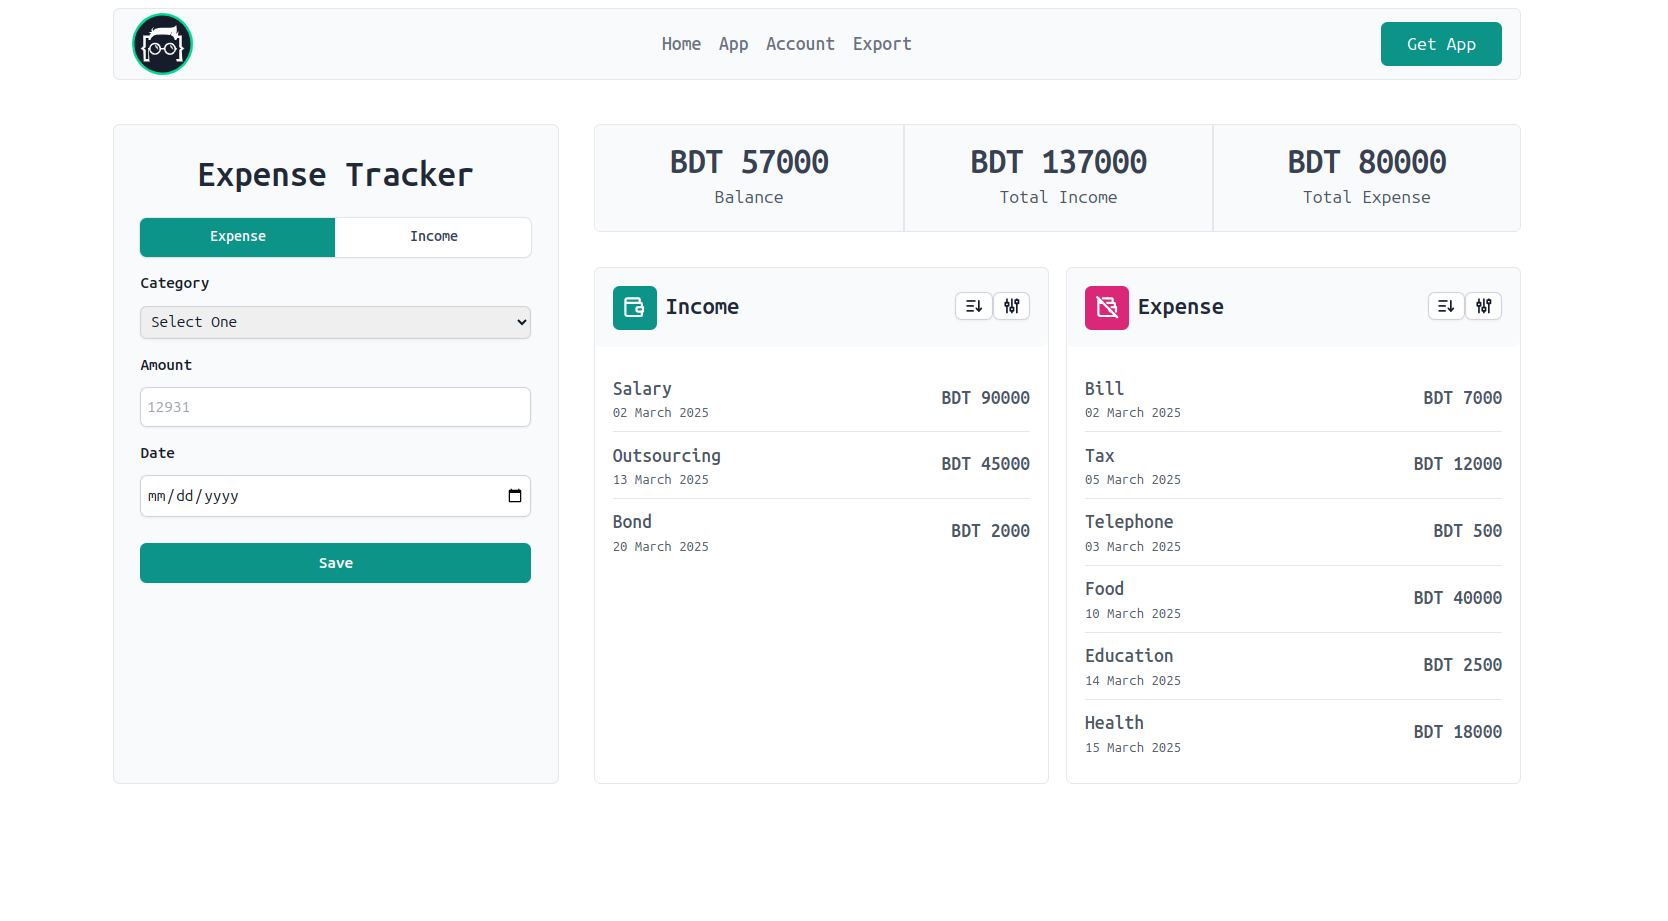 Home App Account Export
Get App
Expense Tracker
Expense Income
Category
Select One
Amount
12931
Date
mm/dd/yyyy
Save
BDT 57000
Balance
BDT 137000
Total Income
BDT 80000
Total Expense
Income
Salary
02 March 2025
BDT 90000
Outsourcing
13 March 2025
BDT 45000
Bond
20 March 2025
BDT 2000
Expense
Bill
02 March 2025
BDT 7000
Tax
05 March 2025
BDT 12000
Telephone
03 March 2025
BDT 500
Food
10 March 2025
BDT 40000
Education
14 March 2025
BDT 2500
Health
15 March 2025
BDT 18000